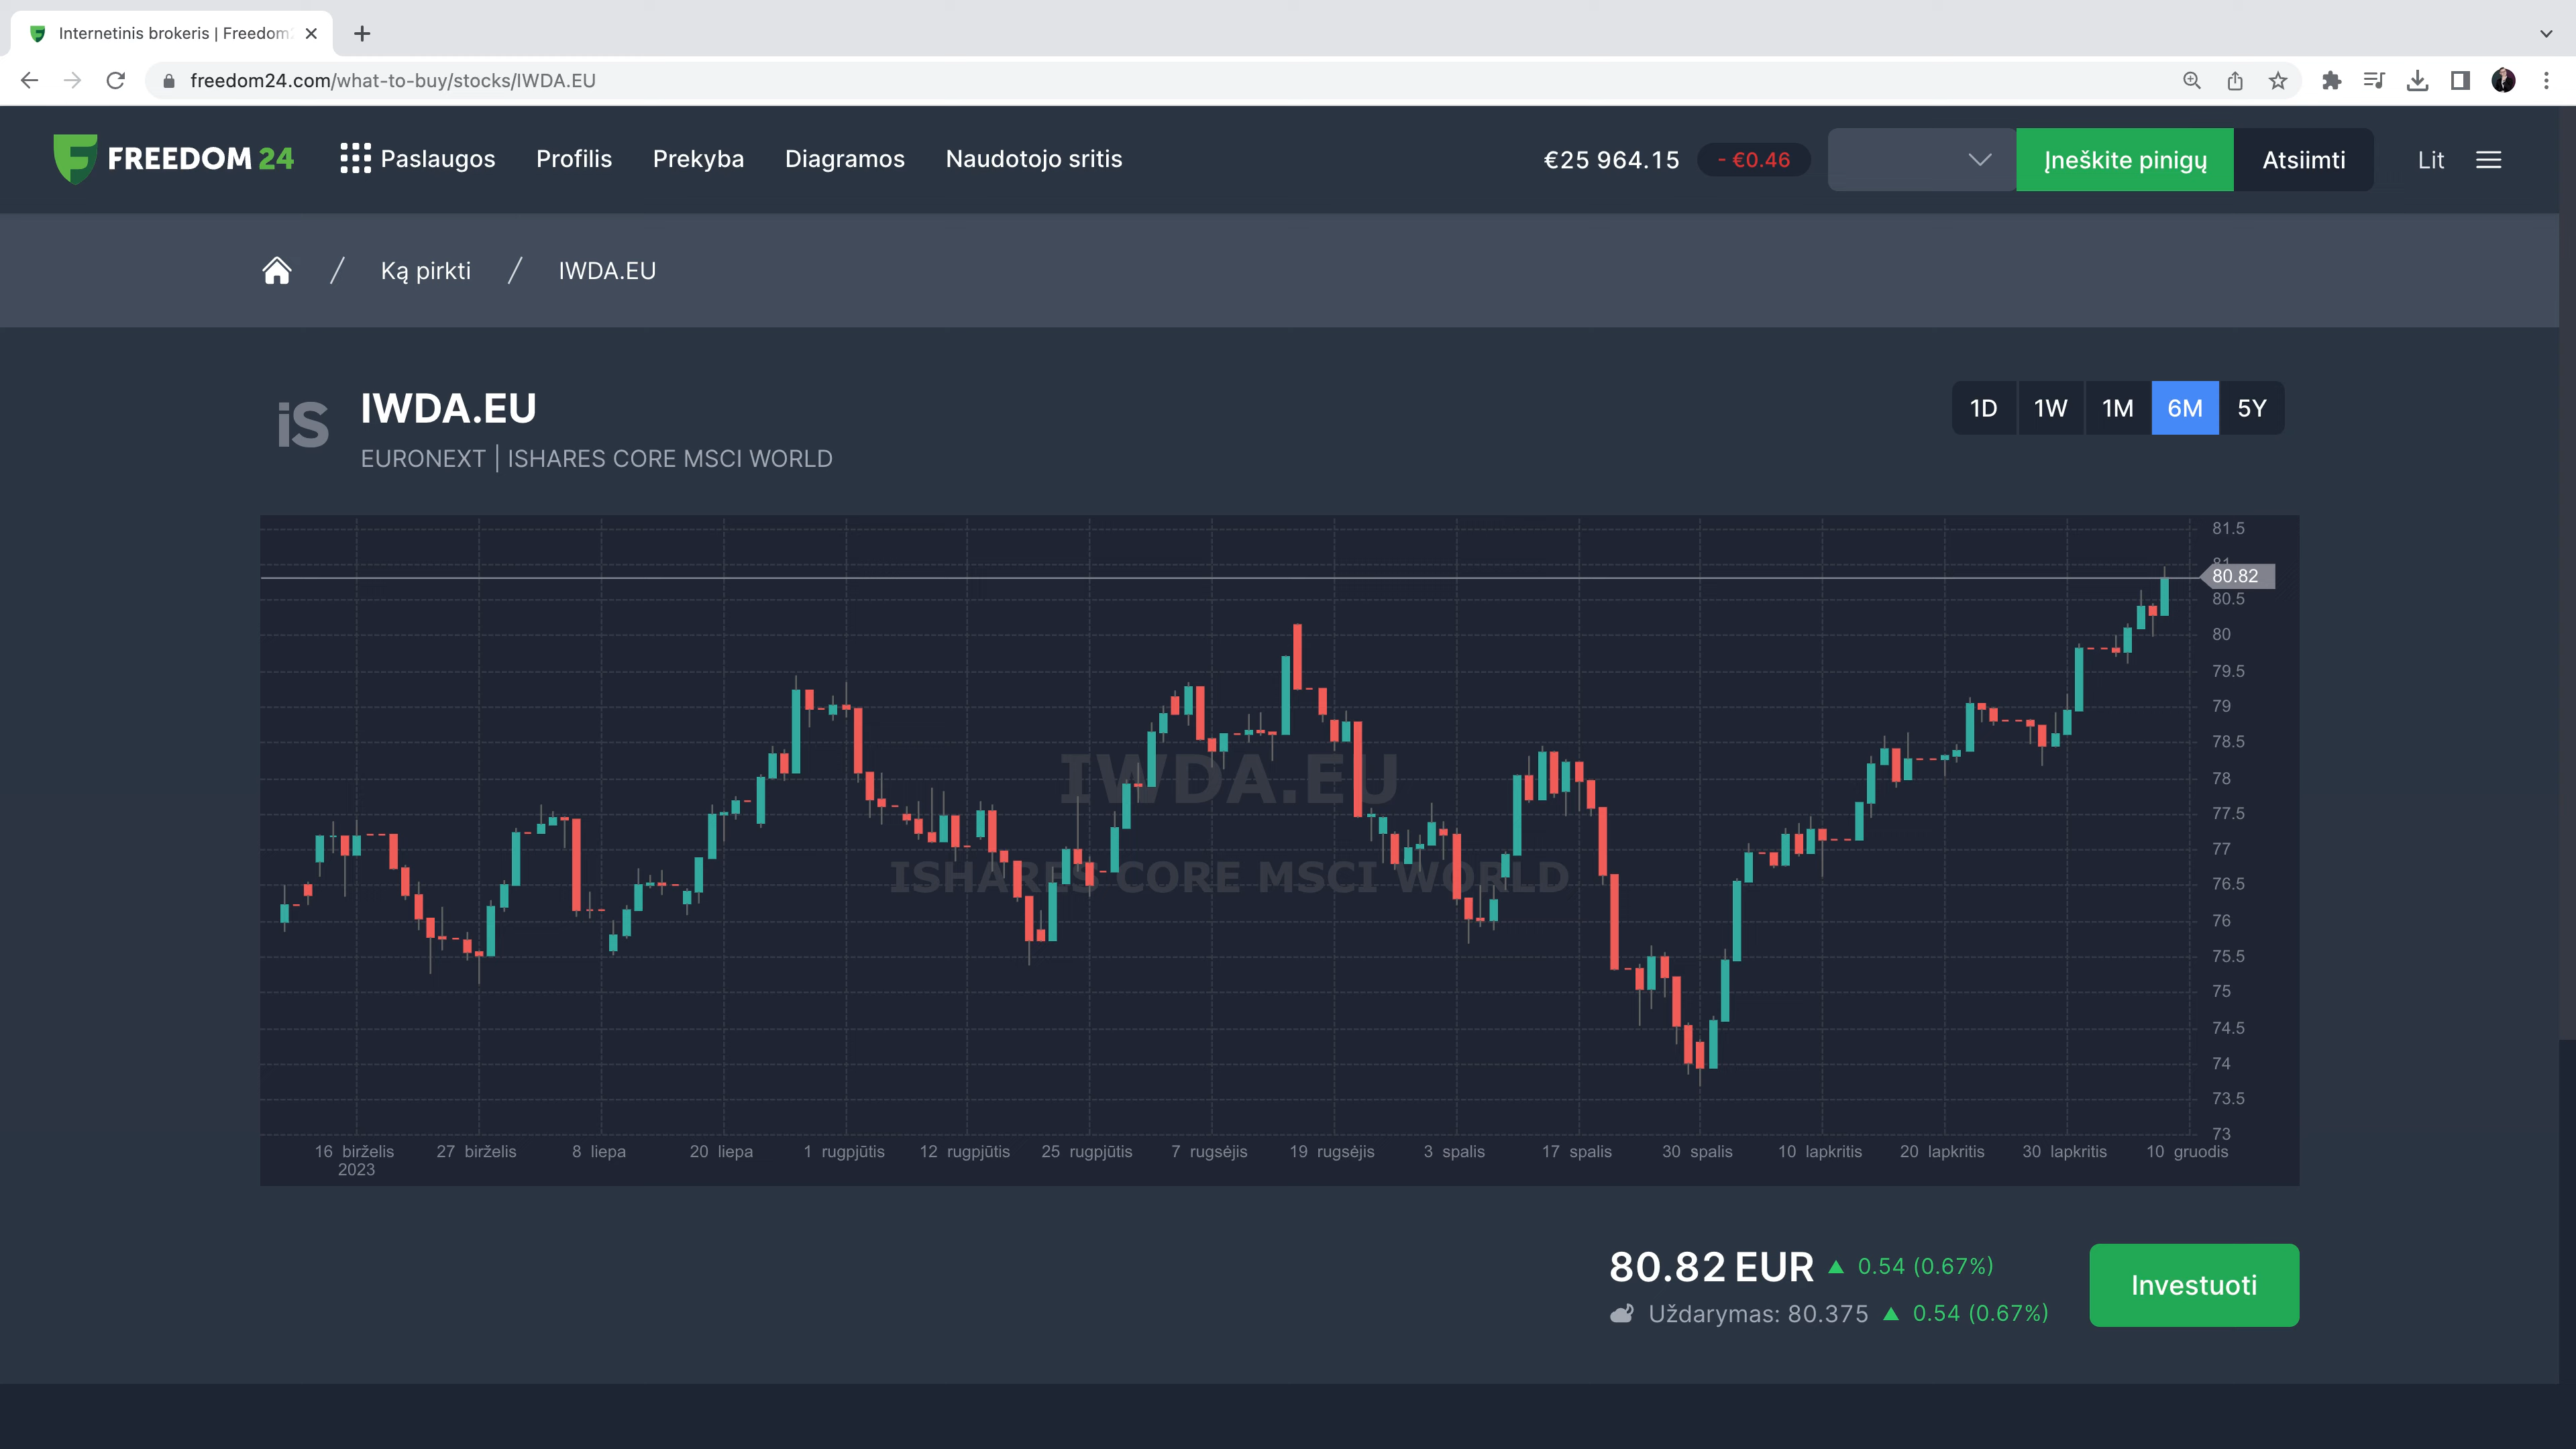 Internetinis brokeris | Freedom
freedom24.com/what-to-buy/stocks/IWDA.EU
FREEDOM 24
Paslaugos
Profilis
Prekyba
Diagramos
Naudotojo sritis
€25 964.15
- €0.46
Įneškite pinigų
Atsiimti
Lit
/ Ką pirkti / IWDA.EU
iS
IWDA.EU
EURONEXT | ISHARES CORE MSCI WORLD
1D
1W
1M
6M
5Y
IWDA.EU
ISHARES CORE MSCI WORLD
81.5
81
80.82
80.5
80
79.5
79
78.5
78
77.5
77
76.5
76
75.5
75
74.5
74
73.5
73
16 birželis
2023
27 birželis
8 liepa
20 liepa
1 rugpjūtis
12 rugpjūtis
25 rugpjūtis
7 rugsėjis
19 rugsėjis
3 spalis
17 spalis
30 spalis
10 lapkritis
20 lapkritis
30 lapkritis
10 gruodis
80.82 EUR ▲ 0.54 (0.67%)
Uždarymas: 80.375 ▲ 0.54 (0.67%)
Investuoti